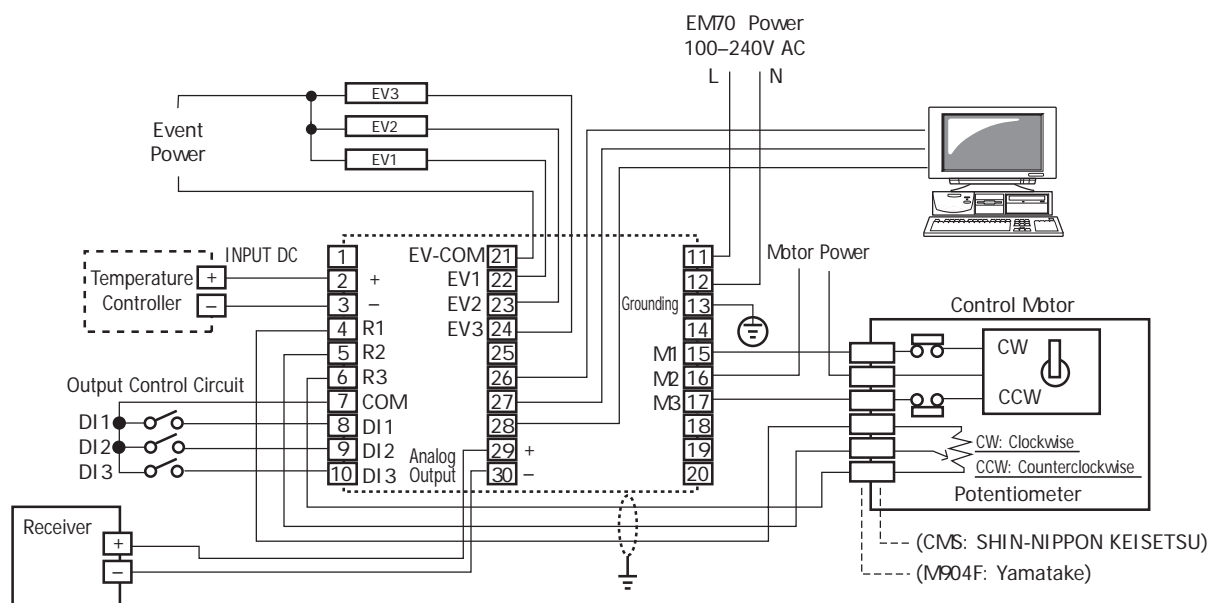 EM70 Power
100–240V AC
L N
EV3
EV2
EV1
Event
Power
INPUT DC
Temperature
Controller
+
–
1
2 +
3 –
4 R1
5 R2
6 R3
7 COM
8 DI1
9 DI2
10 DI3
Output Control Circuit
DI1
DI2
DI3
EV-COM 21
EV1 22
EV2 23
EV3 24
25
26
27
28
Analog
Output
29 +
30 –
11
12
Grounding 13
14
M1 15
M2 16
M3 17
18
19
20
Motor Power
Control Motor
CW
CCW
CW: Clockwise
CCW: Counterclockwise
Potentiometer
(CMS: SHIN-NIPPON KEISETSU)
(M904F: Yamatake)
Receiver
+
–